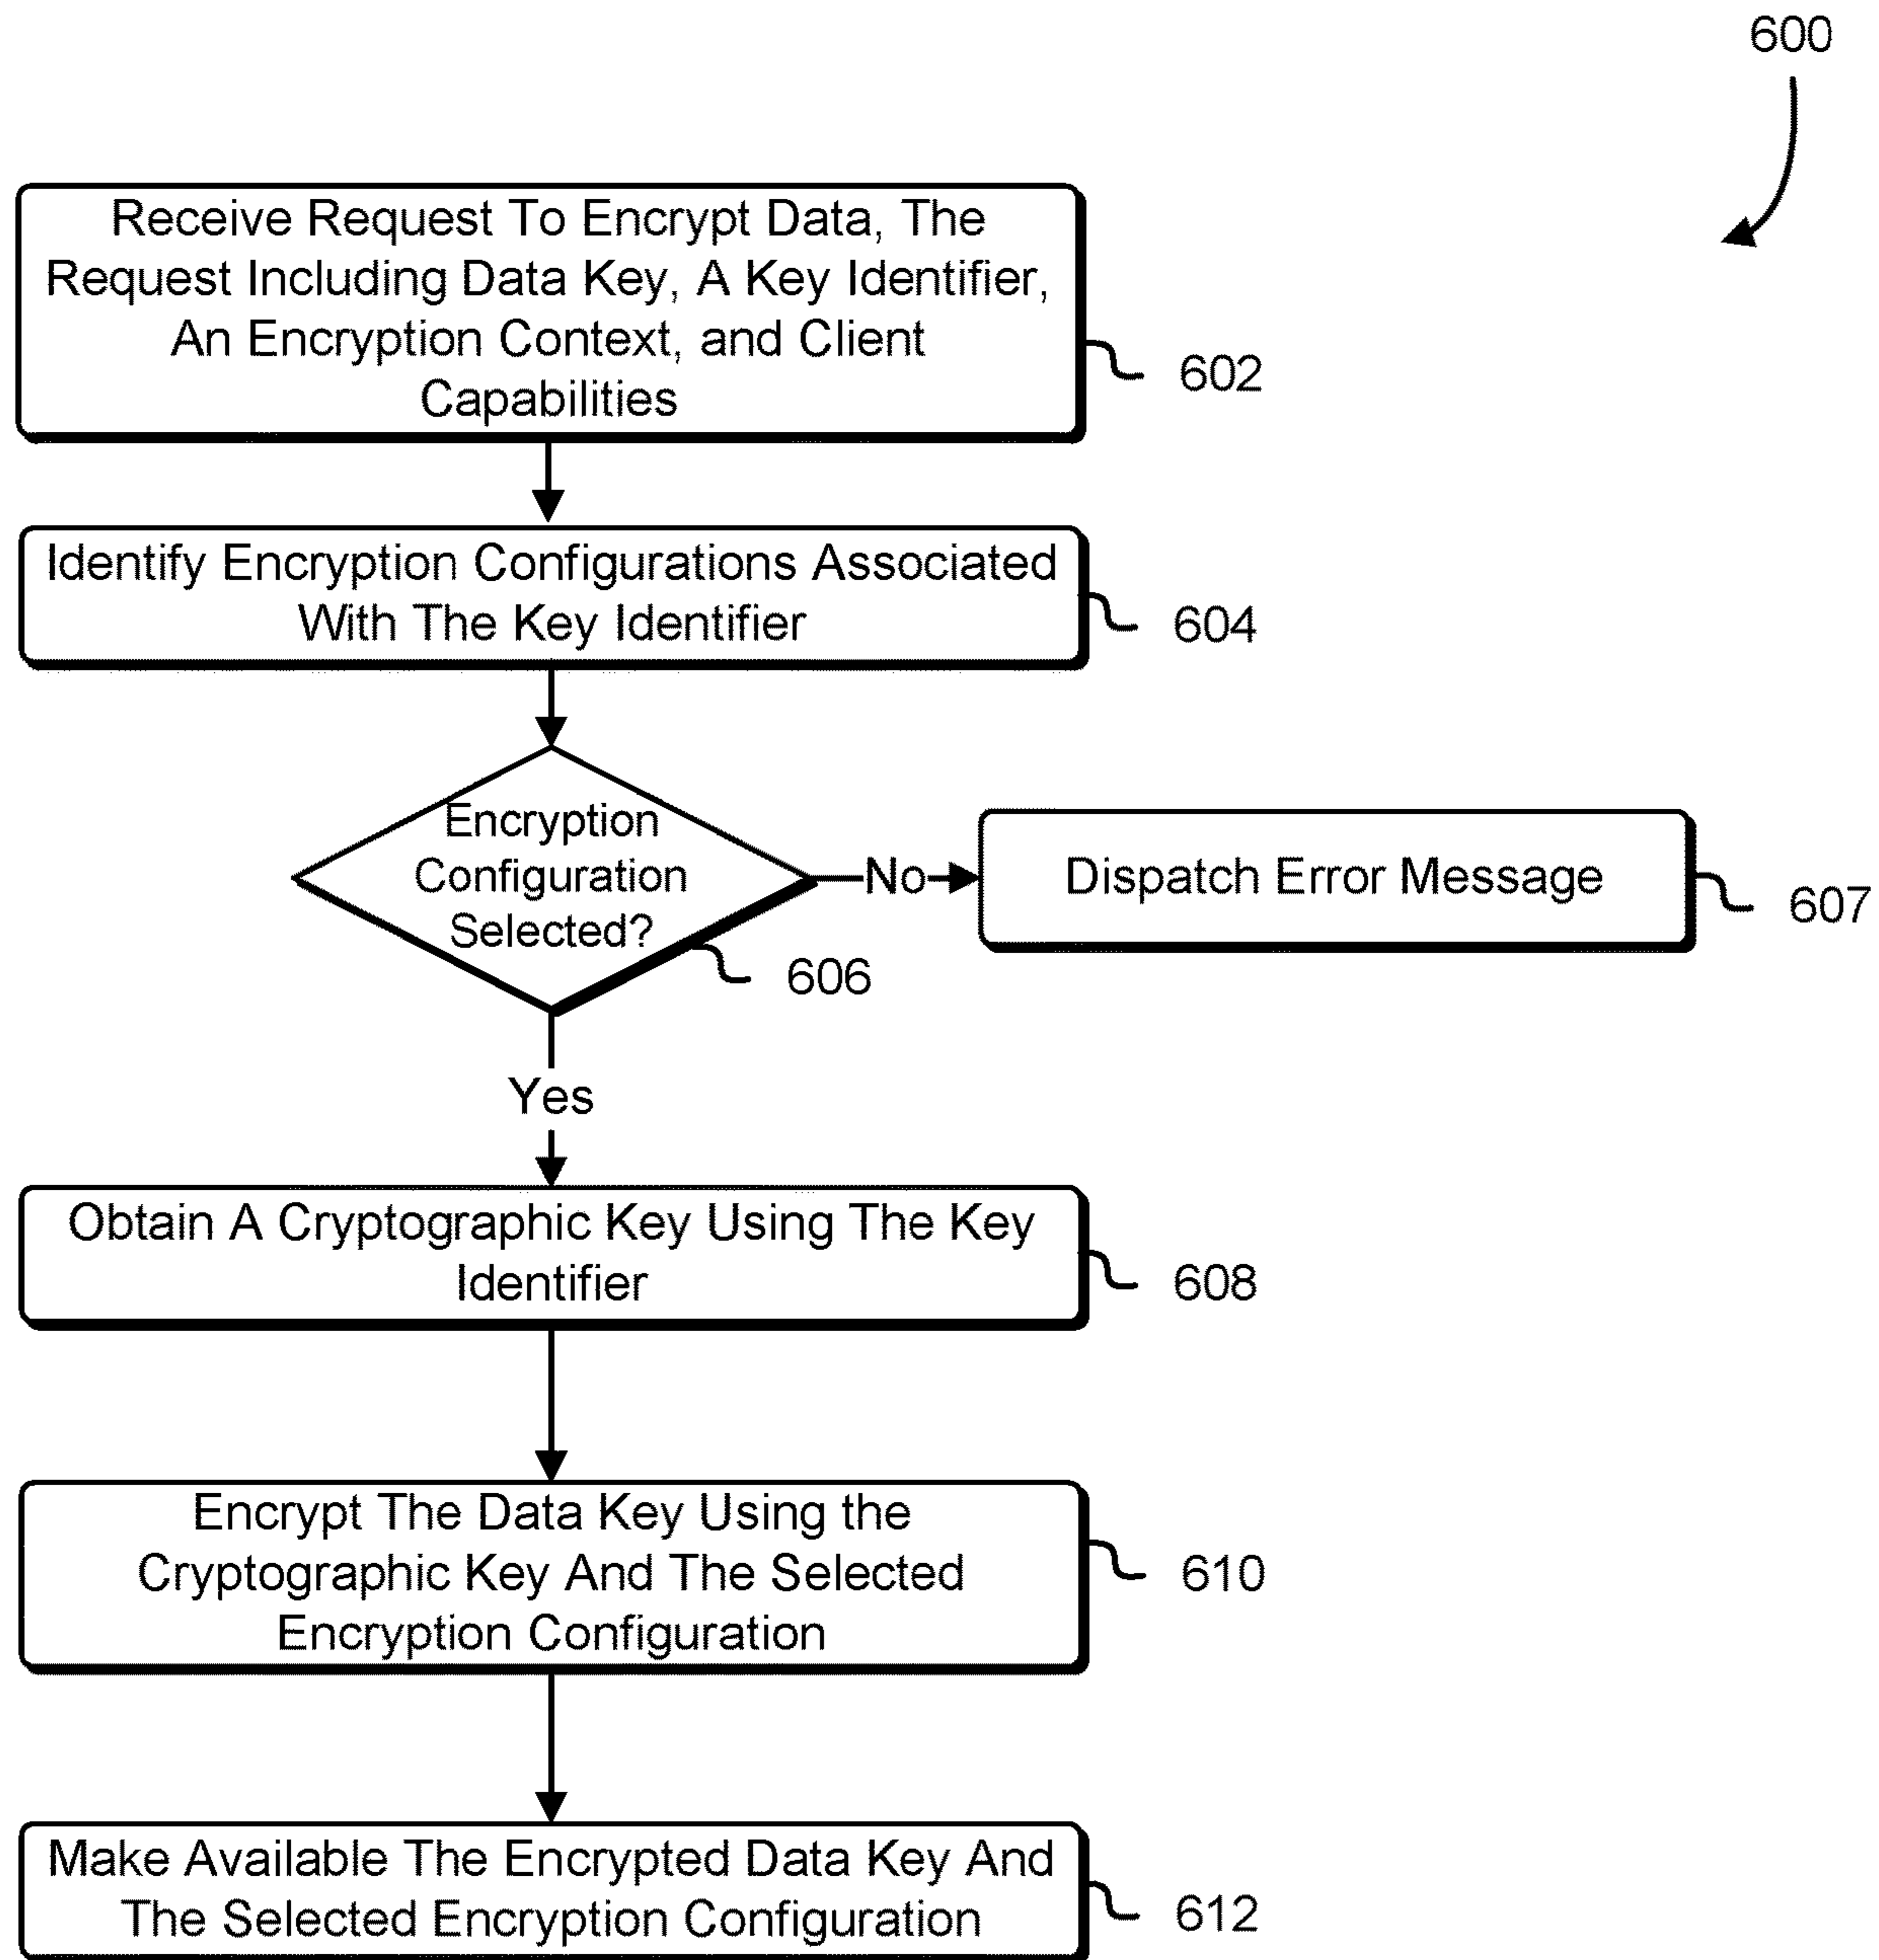 600
Receive Request To Encrypt Data, The
Request Including Data Key, A Key Identifier,
An Encryption Context, and Client
Capabilities
602
Identify Encryption Configurations Associated
With The Key Identifier
604
Encryption
Configuration
Selected?
606
No
Dispatch Error Message
607
Yes
Obtain A Cryptographic Key Using The Key
Identifier
608
Encrypt The Data Key Using the
Cryptographic Key And The Selected
Encryption Configuration
610
Make Available The Encrypted Data Key And
The Selected Encryption Configuration
612